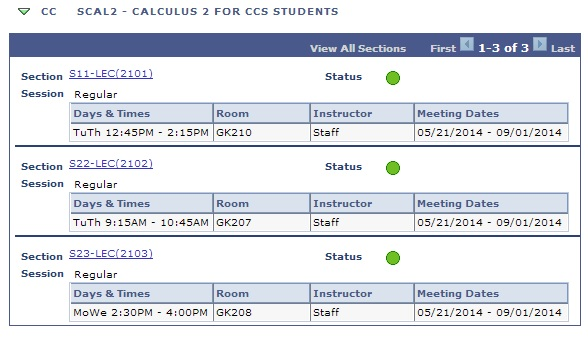 CC SCAL2 - CALCULUS 2 FOR CCS STUDENTS
View All Sections First 1-3 of 3 Last
Section S11-LEC(2101) Status
Session Regular
Days & Times Room Instructor Meeting Dates
TuTh 12:45PM - 2:15PM GK210 Staff 05/21/2014 - 09/01/2014
Section S22-LEC(2102) Status
Session Regular
Days & Times Room Instructor Meeting Dates
TuTh 9:15AM - 10:45AM GK207 Staff 05/21/2014 - 09/01/2014
Section S23-LEC(2103) Status
Session Regular
Days & Times Room Instructor Meeting Dates
MoWe 2:30PM - 4:00PM GK208 Staff 05/21/2014 - 09/01/2014